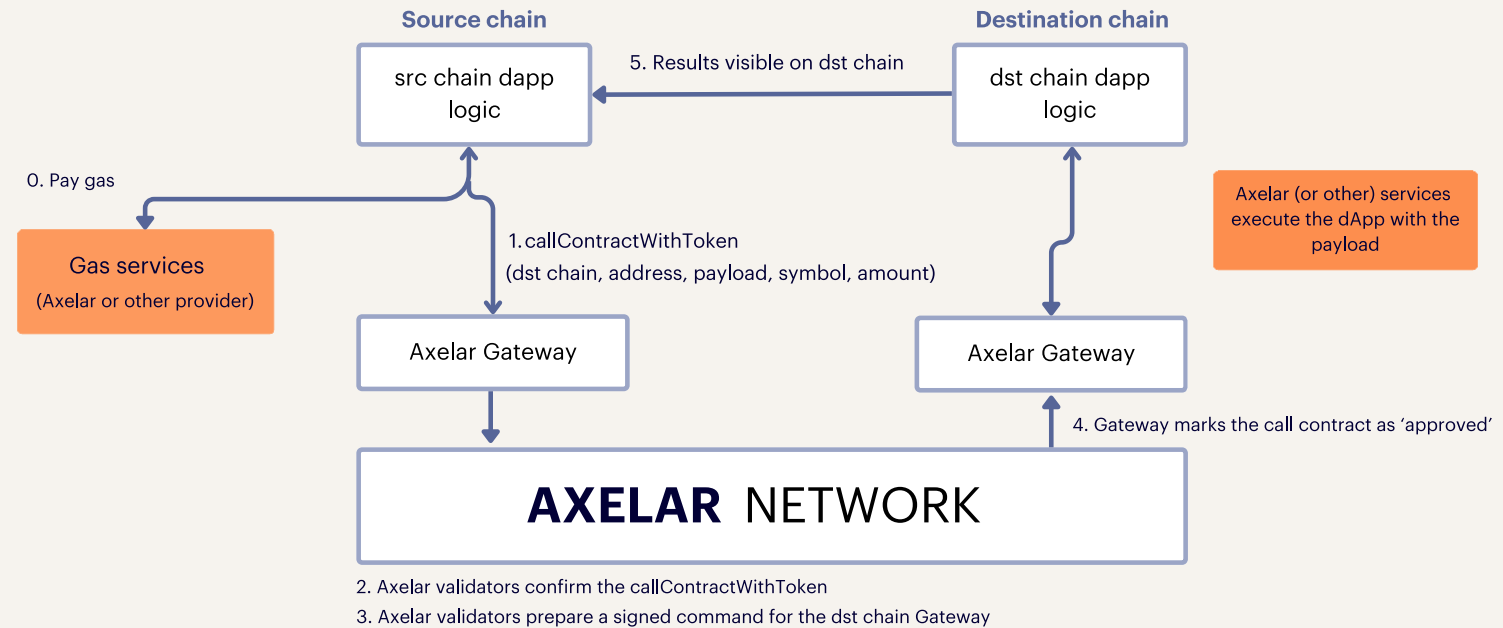 Source chain
Destination chain
src chain dapp
logic
5. Results visible on dst chain
dst chain dapp
logic
0. Pay gas
Gas services
(Axelar or other provider)
1. callContractWithToken
(dst chain, address, payload, symbol, amount)
Axelar (or other) services
execute the dApp with the
payload
Axelar Gateway
Axelar Gateway
4. Gateway marks the call contract as ‘approved’
AXELAR NETWORK
2. Axelar validators confirm the callContractWithToken
3. Axelar validators prepare a signed command for the dst chain Gateway